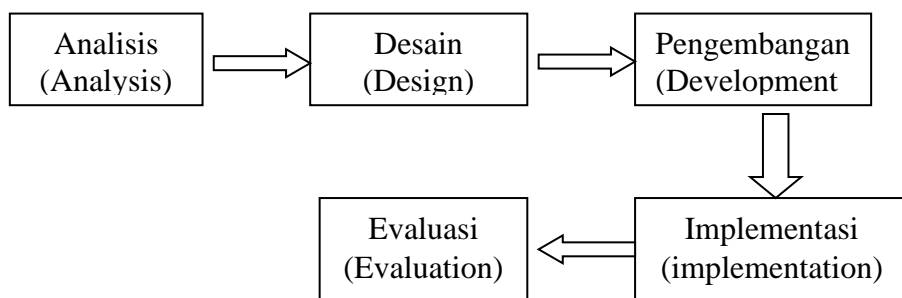 Analisis
(Analysis)
Desain
(Design)
Pengembangan
(Development
Implementasi
(implementation)
Evaluasi
(Evaluation)